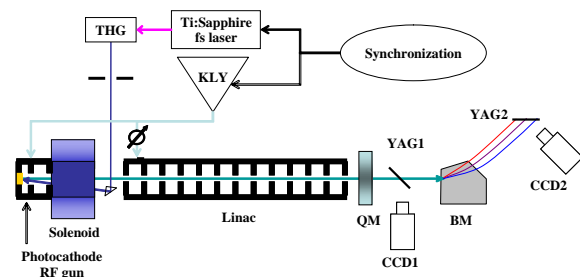 THG
Ti:Sapphire
fs laser
Synchronization
KLY
YAG2
YAG1
CCD2
Linac
QM
BM
Solenoid
CCD1
Photocathode
RF gun